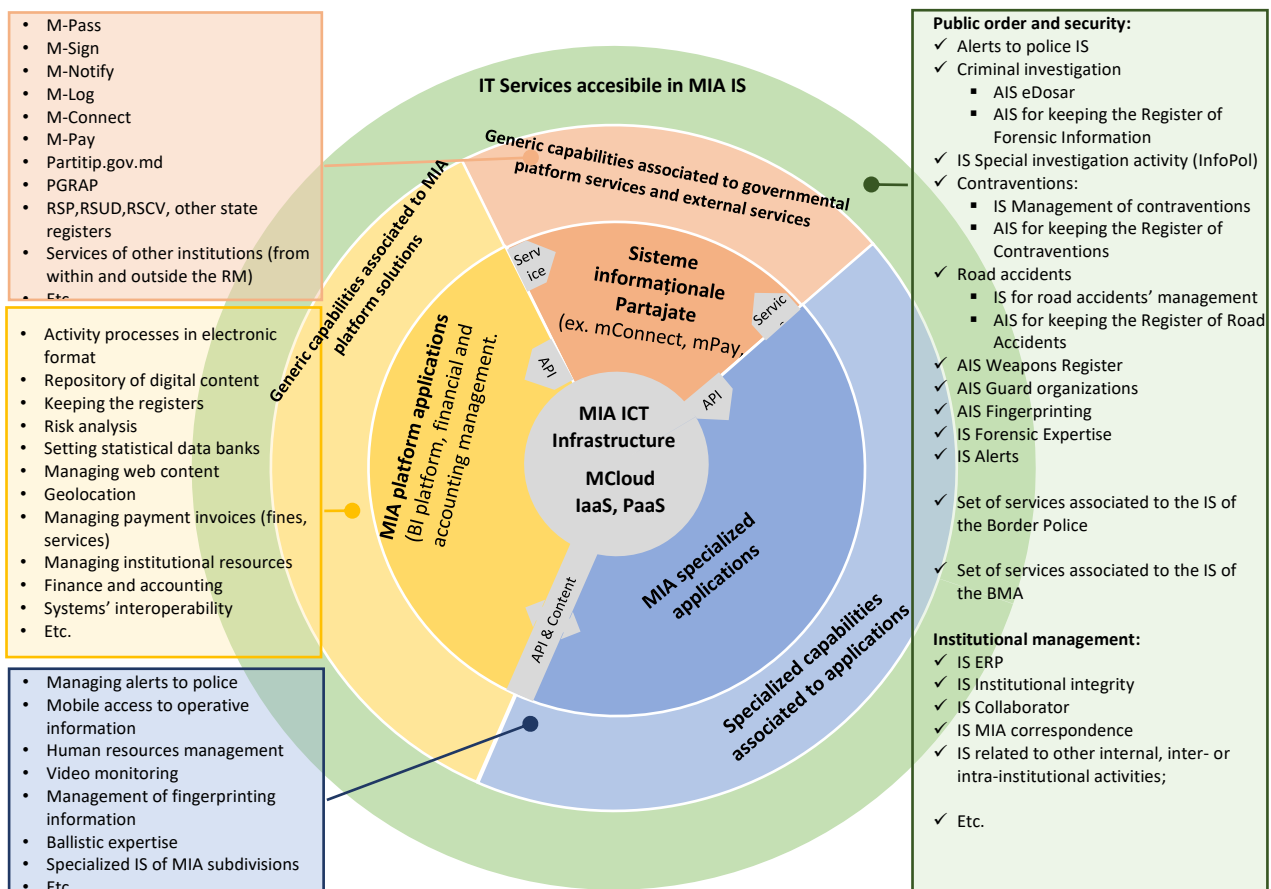 • M-Pass
• M-Sign
• M-Notify
• M-Log
• M-Connect
• M-Pay
• Partitip.gov.md
• PGRAP
• RSP,RSUD,RSCV, other state
registers
• Services of other institutions (from
within and outside the RM)
• Etc.
• Activity processes in electronic
format
• Repository of digital content
• Keeping the registers
• Risk analysis
• Setting statistical data banks
• Managing web content
• Geolocation
• Managing payment invoices (fines,
services)
• Managing institutional resources
• Finance and accounting
• Systems’ interoperability
• Etc.
• Managing alerts to police
• Mobile access to operative
information
• Human resources management
• Video monitoring
• Management of fingerprinting
information
• Ballistic expertise
• Specialized IS of MIA subdivisions
• Etc
IT Services accesibile in MIA IS
Generic capabilities associated to governmental
platform services and external services
Generic capabilities associated to MIA
platform solutions
Serv
ice
Sisteme
informaționale
Partajate
(ex. mConnect, mPay,
Servic
API
API
MIA platform applications
(BI platform, financial and
accounting management.
MIA ICT
Infrastructure
MCloud
IaaS, PaaS
API & Content
MIA specialized
applications
Specialized capabilities
associated to applications
Public order and security:
✓ Alerts to police IS
✓ Criminal investigation
▪ AIS eDosar
▪ AIS for keeping the Register of
Forensic Information
✓ IS Special investigation activity (InfoPol)
✓ Contraventions:
▪ IS Management of contraventions
▪ AIS for keeping the Register of
Contraventions
✓ Road accidents
▪ IS for road accidents’ management
▪ AIS for keeping the Register of Road
Accidents
✓ AIS Weapons Register
✓ AIS Guard organizations
✓ AIS Fingerprinting
✓ IS Forensic Expertise
✓ IS Alerts
✓ Set of services associated to the IS of
the Border Police
✓ Set of services associated to the IS of
the BMA
Institutional management:
✓ IS ERP
✓ IS Institutional integrity
✓ IS Collaborator
✓ IS MIA correspondence
✓ IS related to other internal, inter- or
intra-institutional activities;
✓ Etc.